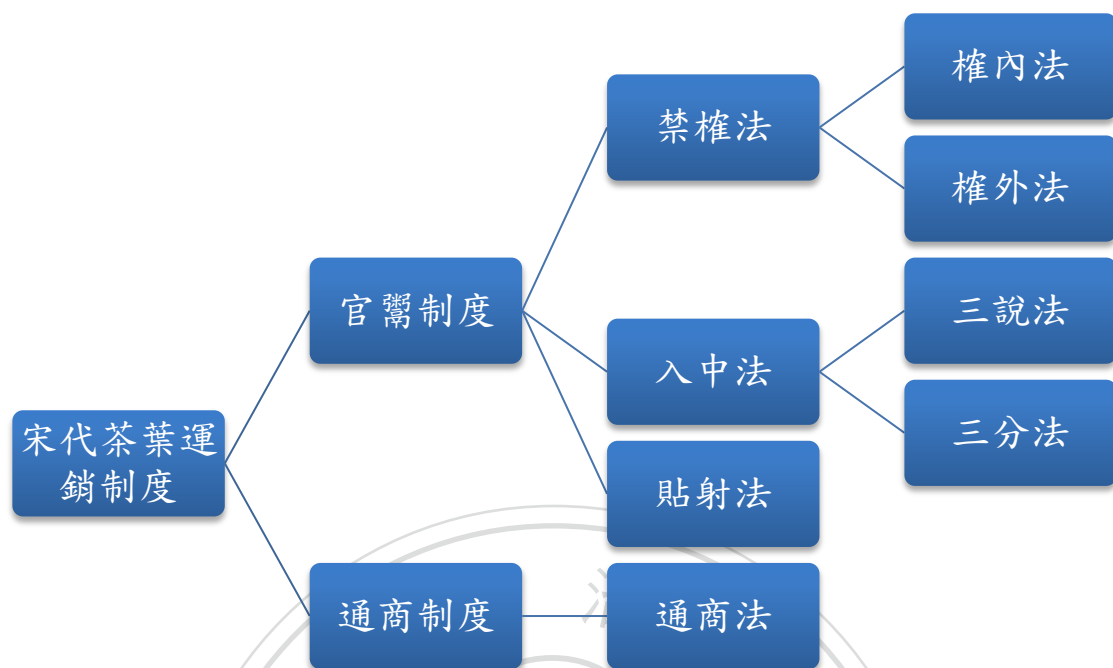 宋代茶葉運
銷制度
官鬻制度
禁榷法
榷內法
榷外法
入中法
三說法
三分法
貼射法
通商制度
通商法